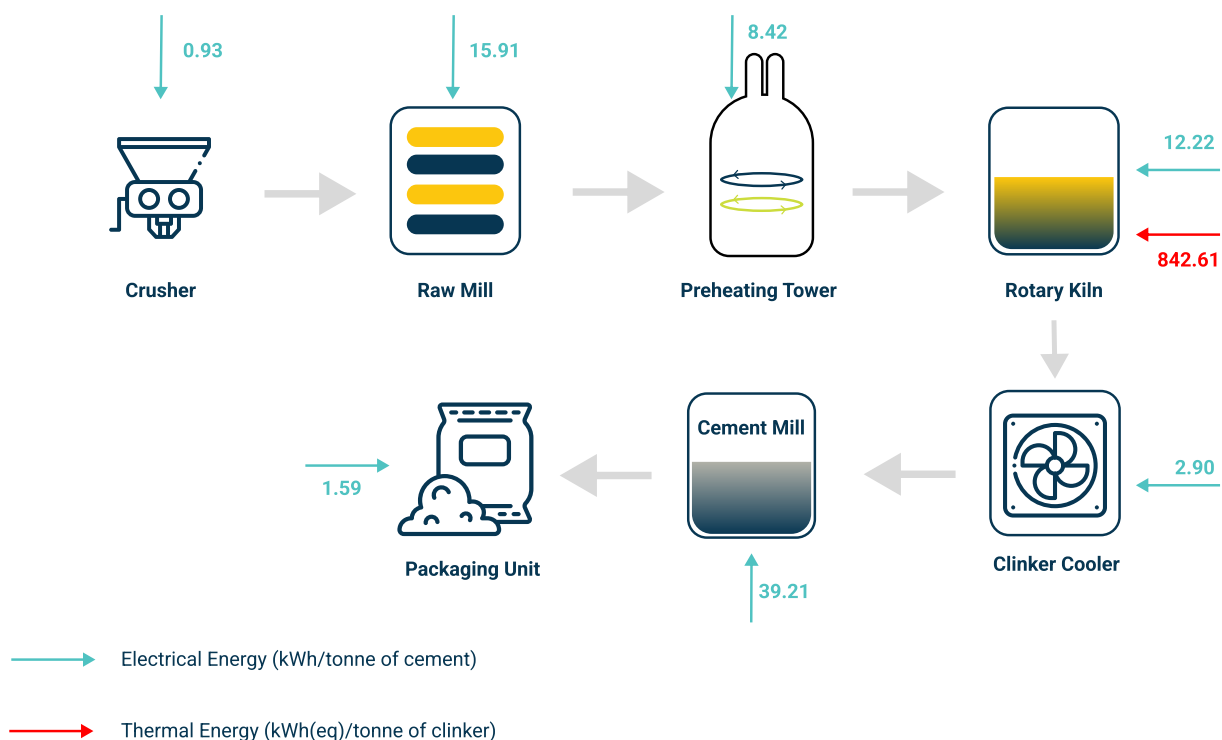 0.93
15.91
8.42
12.22
842.61
Crusher
Raw Mill
Preheating Tower
Rotary Kiln
Cement Mill
2.90
1.59
Packaging Unit
Clinker Cooler
39.21
Electrical Energy (kWh/tonne of cement)
Thermal Energy (kWh(eq)/tonne of clinker)